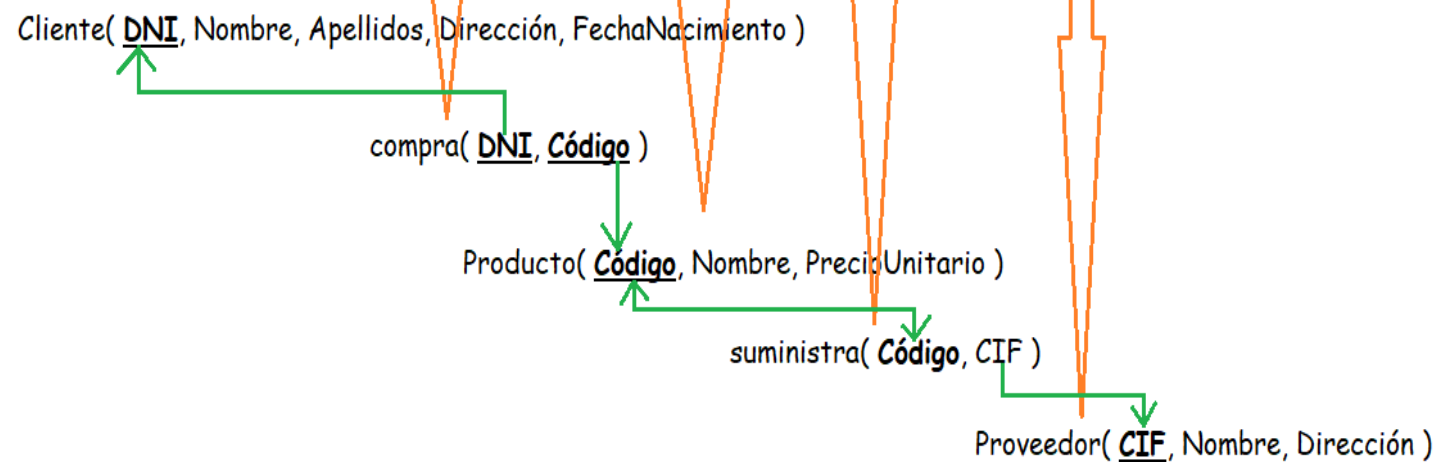 Cliente( DNI, Nombre, Apellidos, Dirección, FechaNacimiento )
compra( DNI, Código )
Producto( Código, Nombre, PrecioUnitario )
suministra( Código, CIF )
Proveedor( CIF, Nombre, Dirección )